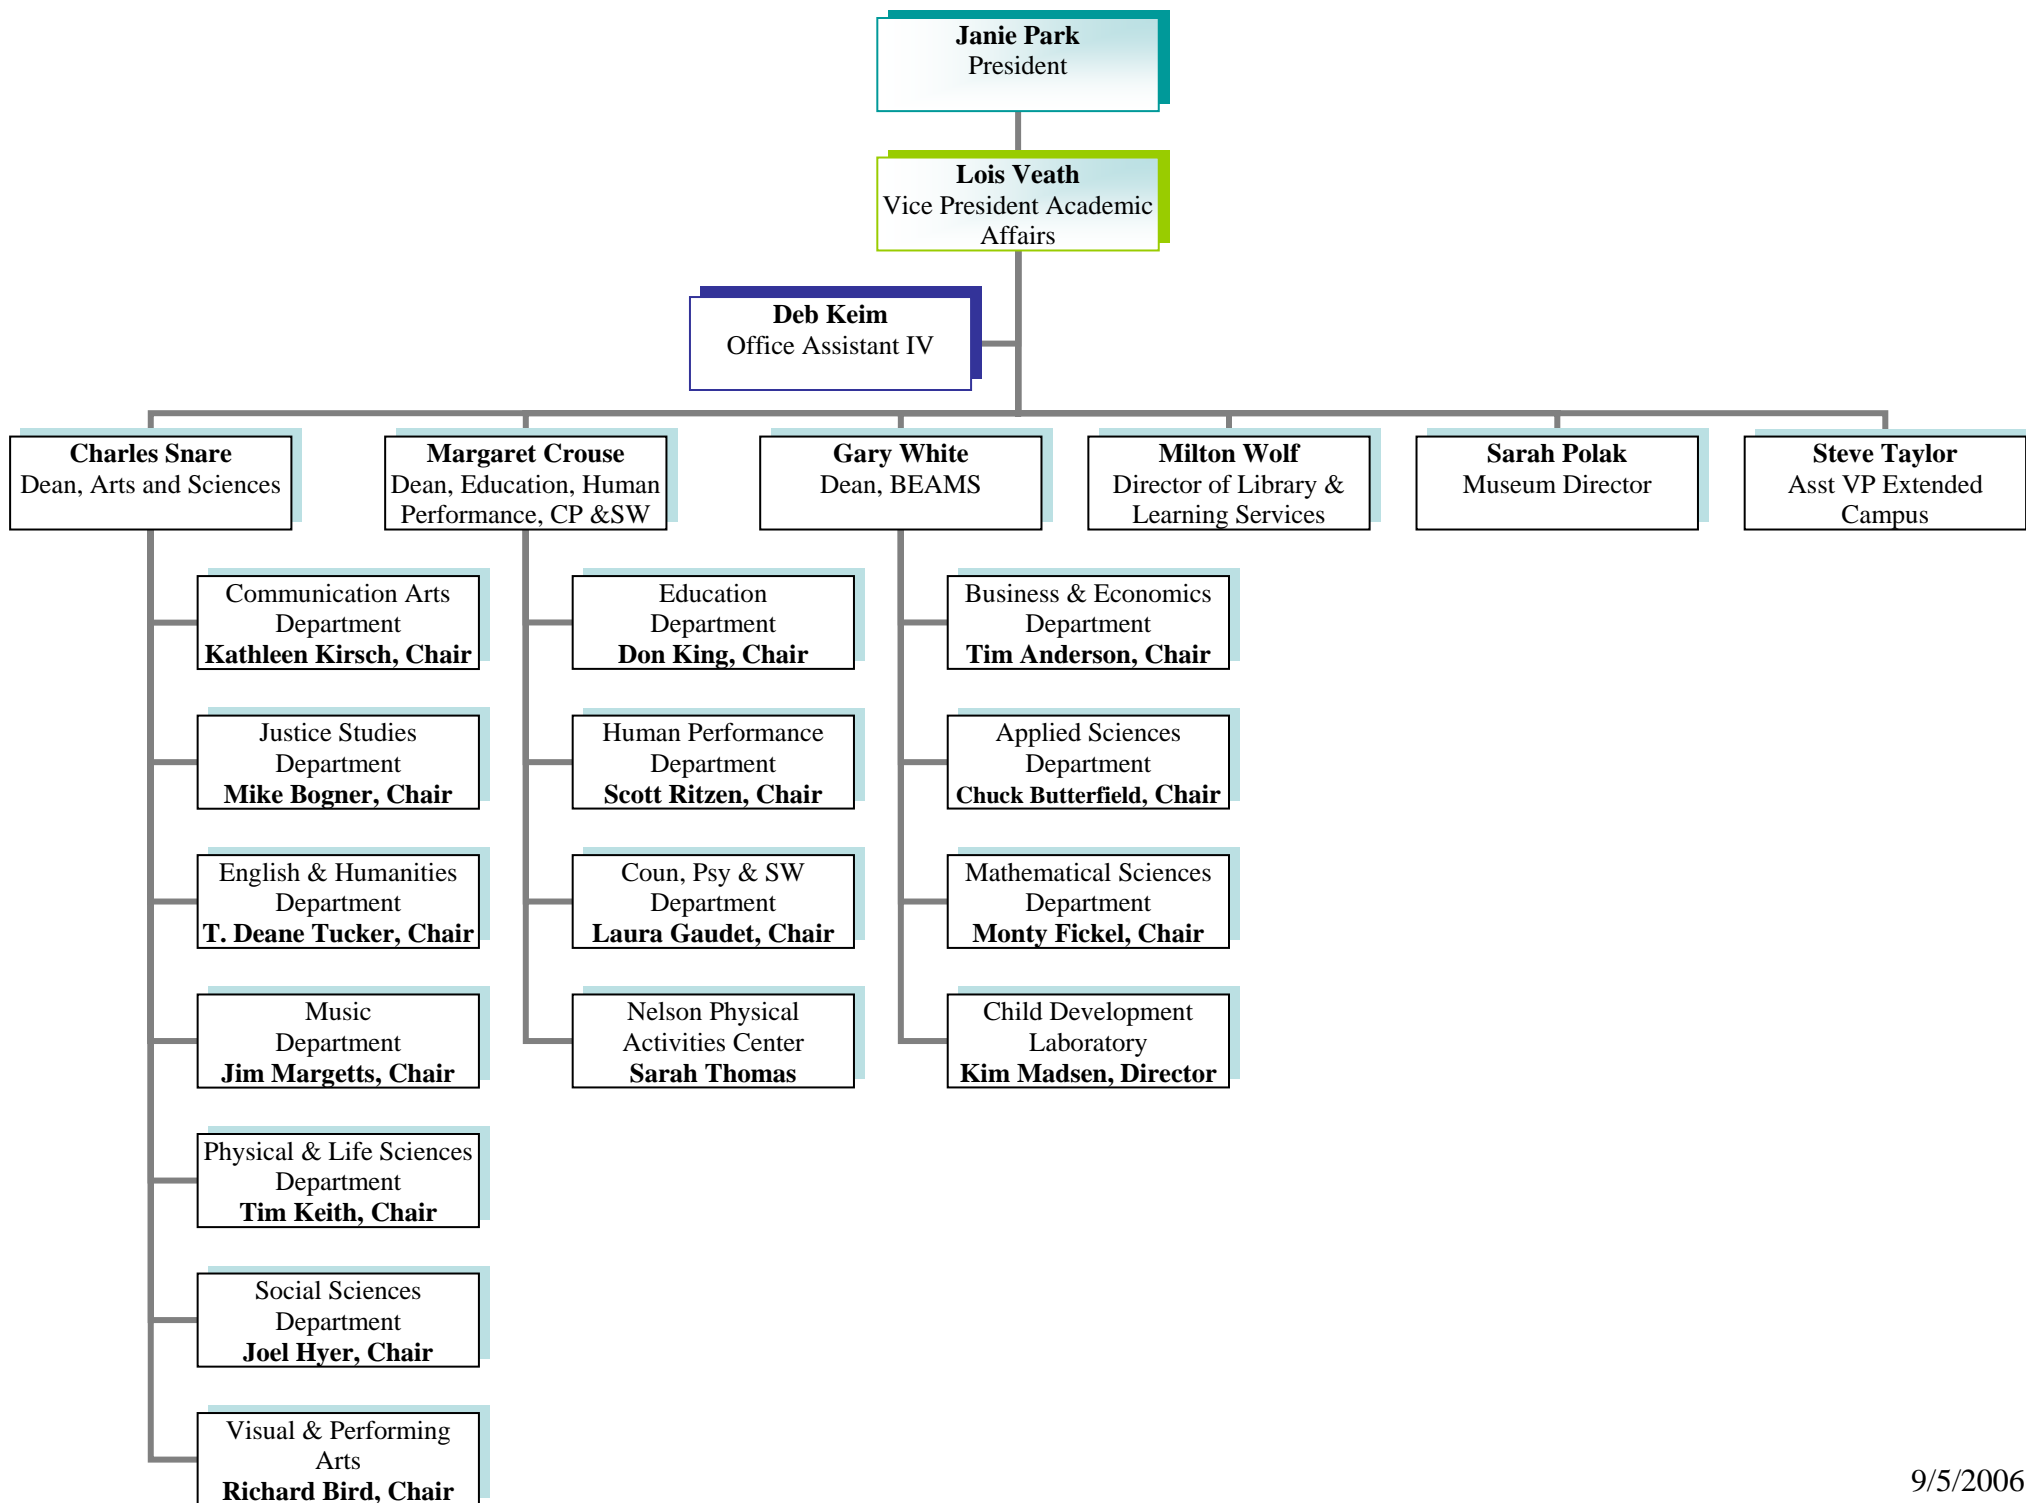 Janie Park
President
Lois Veath
Vice President Academic
Affairs
Deb Keim
Office Assistant IV
Charles Snare
Dean, Arts and Sciences
Margaret Crouse
Dean, Education, Human
Performance, CP &SW
Gary White
Dean, BEAMS
Milton Wolf
Director of Library &
Learning Services
Sarah Polak
Museum Director
Steve Taylor
Asst VP Extended
Campus
Communication Arts
Department
Kathleen Kirsch, Chair
Justice Studies
Department
Mike Bogner, Chair
English & Humanities
Department
T. Deane Tucker, Chair
Music
Department
Jim Margetts, Chair
Physical & Life Sciences
Department
Tim Keith, Chair
Social Sciences
Department
Joel Hyer, Chair
Visual & Performing
Arts
Richard Bird, Chair
Education
Department
Don King, Chair
Human Performance
Department
Scott Ritzen, Chair
Coun, Psy & SW
Department
Laura Gaudet, Chair
Nelson Physical
Activities Center
Sarah Thomas
Business & Economics
Department
Tim Anderson, Chair
Applied Sciences
Department
Chuck Butterfield, Chair
Mathematical Sciences
Department
Monty Fickel, Chair
Child Development
Laboratory
Kim Madsen, Director
9/5/2006